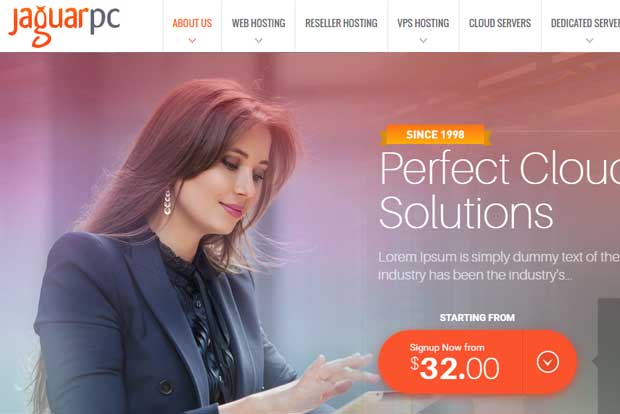 jaguarpc
ABOUT US WEB HOSTING RESELLER HOSTING VPS HOSTING CLOUD SERVERS DEDICATED SERVE
SINCE 1998
Perfect Clou
Solutions
Lorem Ipsum is simply dummy text of the
industry has been the industry's...
STARTING FROM
Signup Now from
$32.00